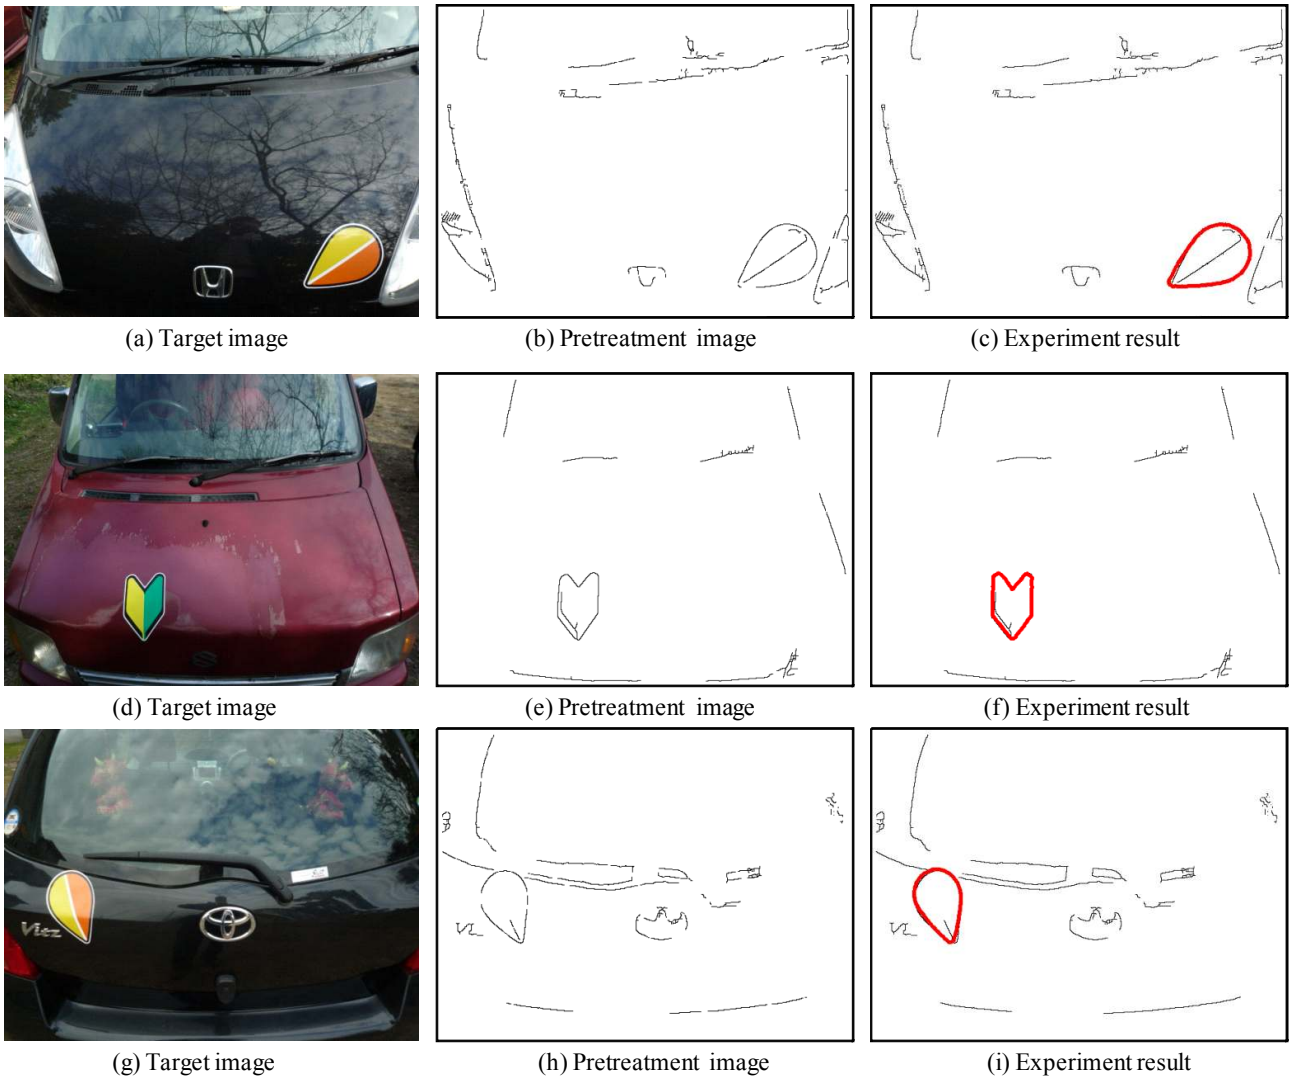 (a) Target image
(b) Pretreatment image
(c) Experiment result
(d) Target image
(e) Pretreatment image
(f) Experiment result
Vitz
(g) Target image
(h) Pretreatment image
(i) Experiment result